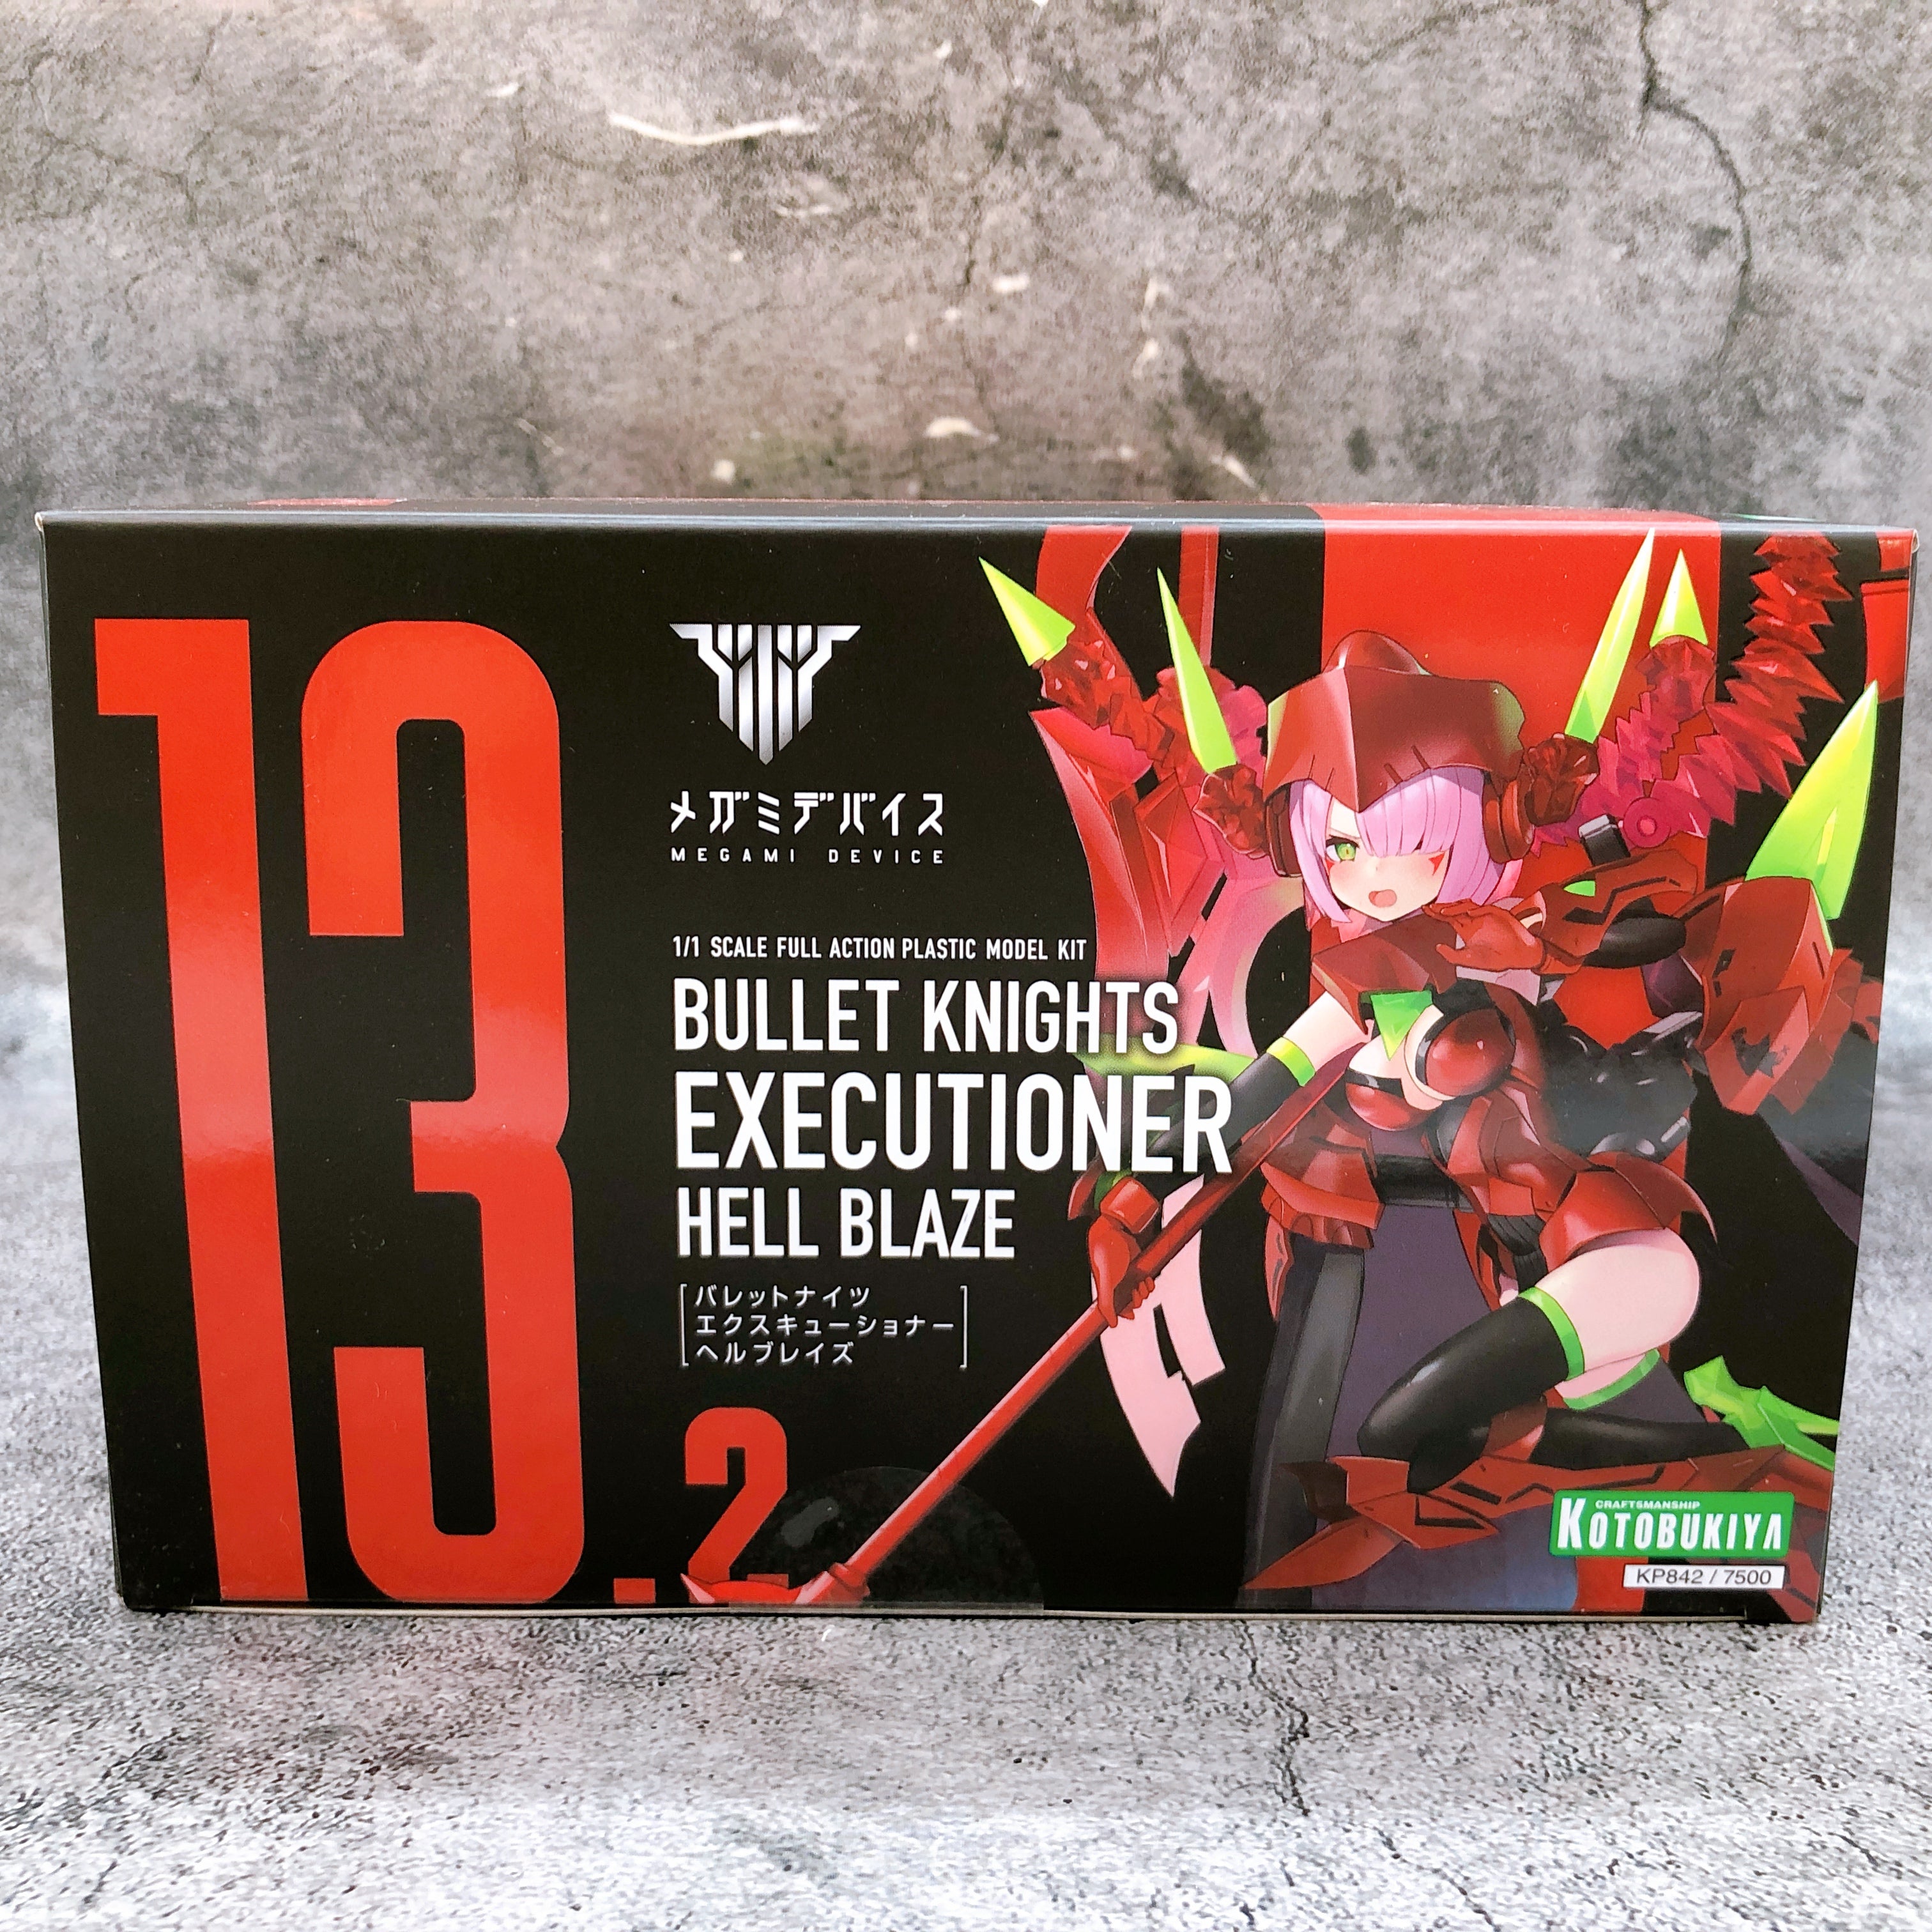 13
.2
メガミデバイス
MEGAMI DEVICE
1/1 SCALE FULL ACTION PLASTIC MODEL KIT
BULLET KNIGHTS
EXECUTIONER
HELL BLAZE
バレットナイツ
エクスキューショナー
ヘルブレイズ
CRAFTSMANSHIP
KOTOBUKIYA
KP842 / 7500